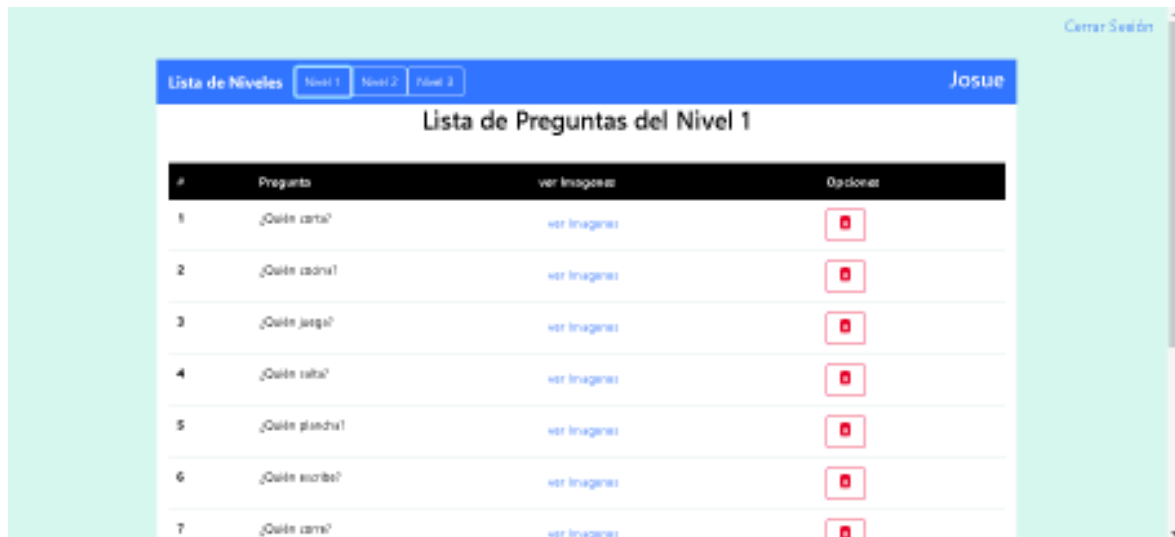 Cerrar Sesión
Lista de Niveles Nivel 1 Nivel 2 Nivel 3 Josue
Lista de Preguntas del Nivel 1
# Pregunta ver Imagenes Opciones
1 ¿Quién corta? ver Imagenes
2 ¿Quién cocina? ver Imagenes
3 ¿Quién juega? ver Imagenes
4 ¿Quién salta? ver Imagenes
5 ¿Quién plancha? ver Imagenes
6 ¿Quién escribe? ver Imagenes
7 ¿Quién corre? ver Imagenes